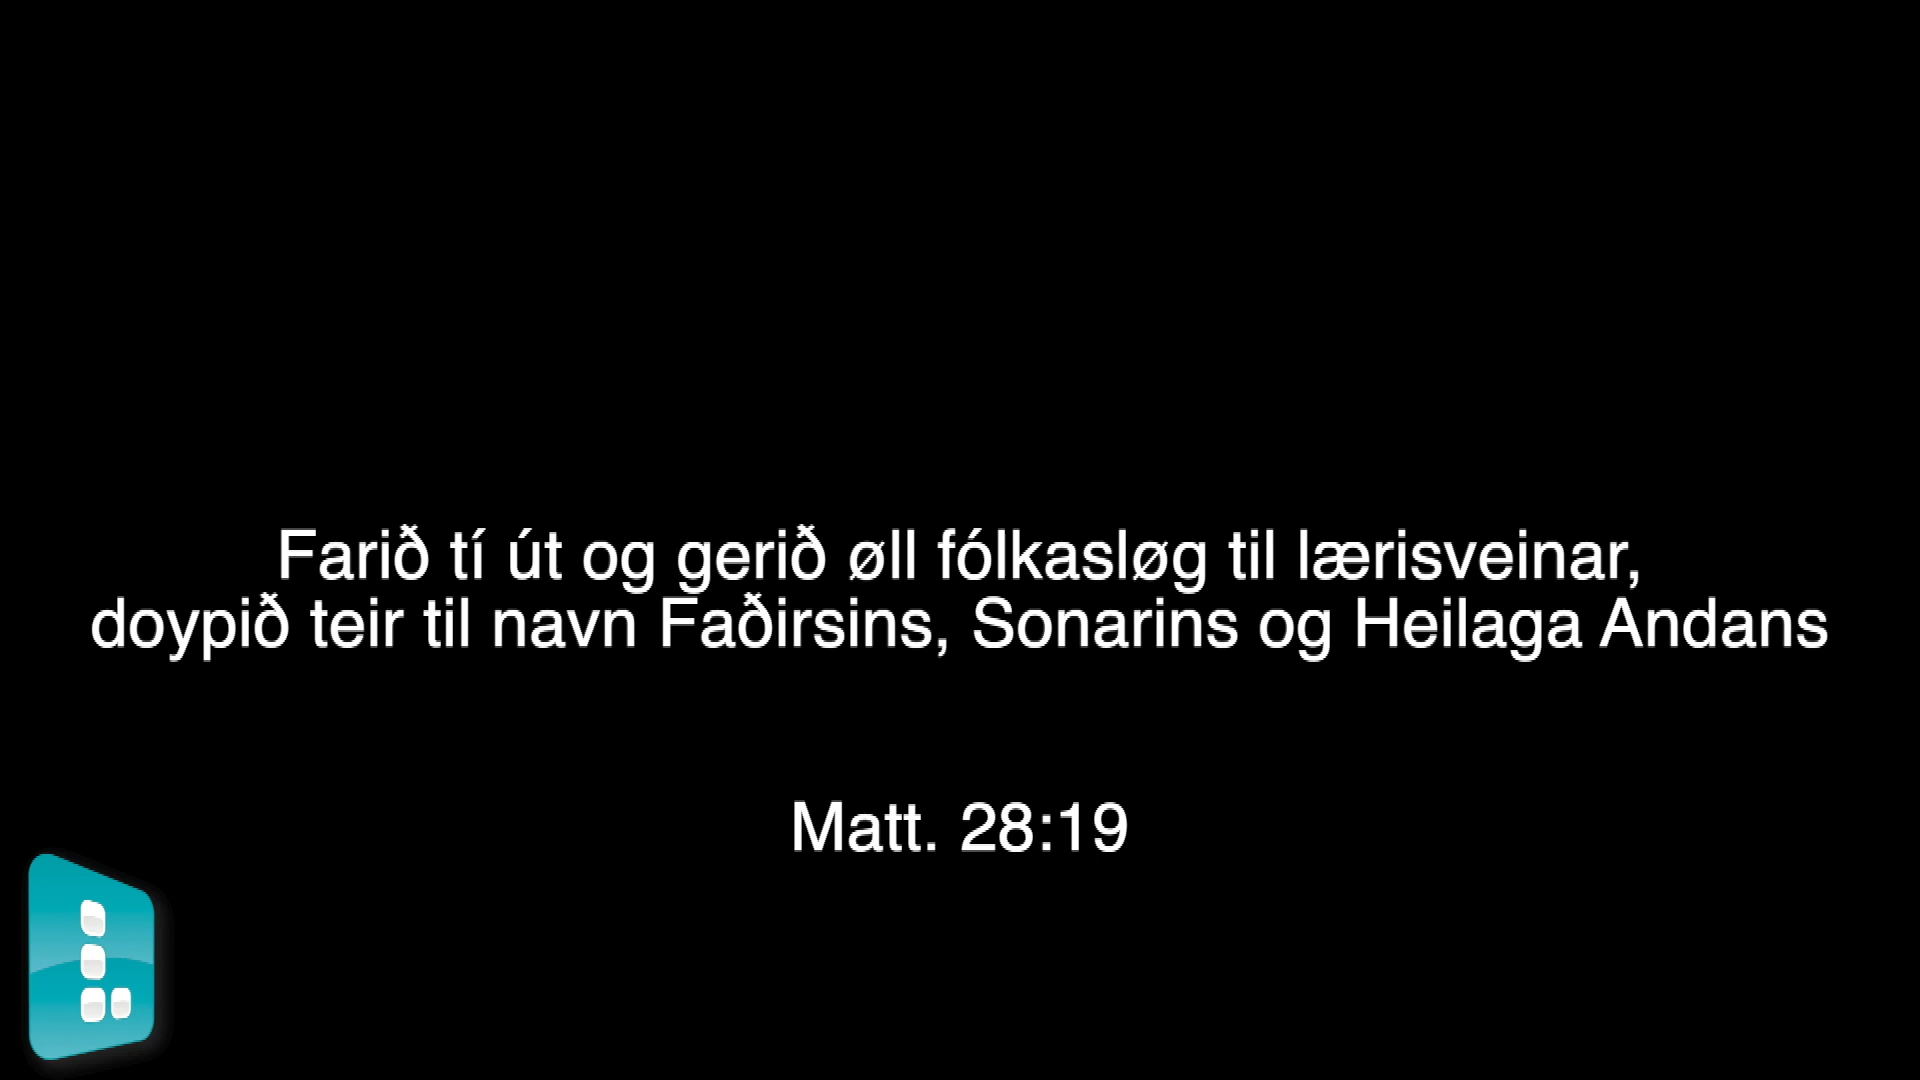 Farið tí út og gerið øll fólkasløg til lærisveinar,
doypið teir til navn Faðirsins, Sonarins og Heilaga Andans
Matt. 28:19